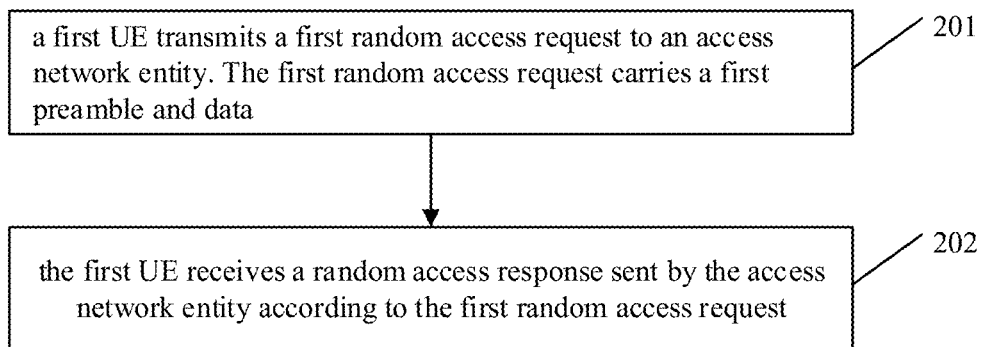 a first UE transmits a first random access request to an access
network entity. The first random access request carries a first
preamble and data
201
the first UE receives a random access response sent by the access
network entity according to the first random access request
202